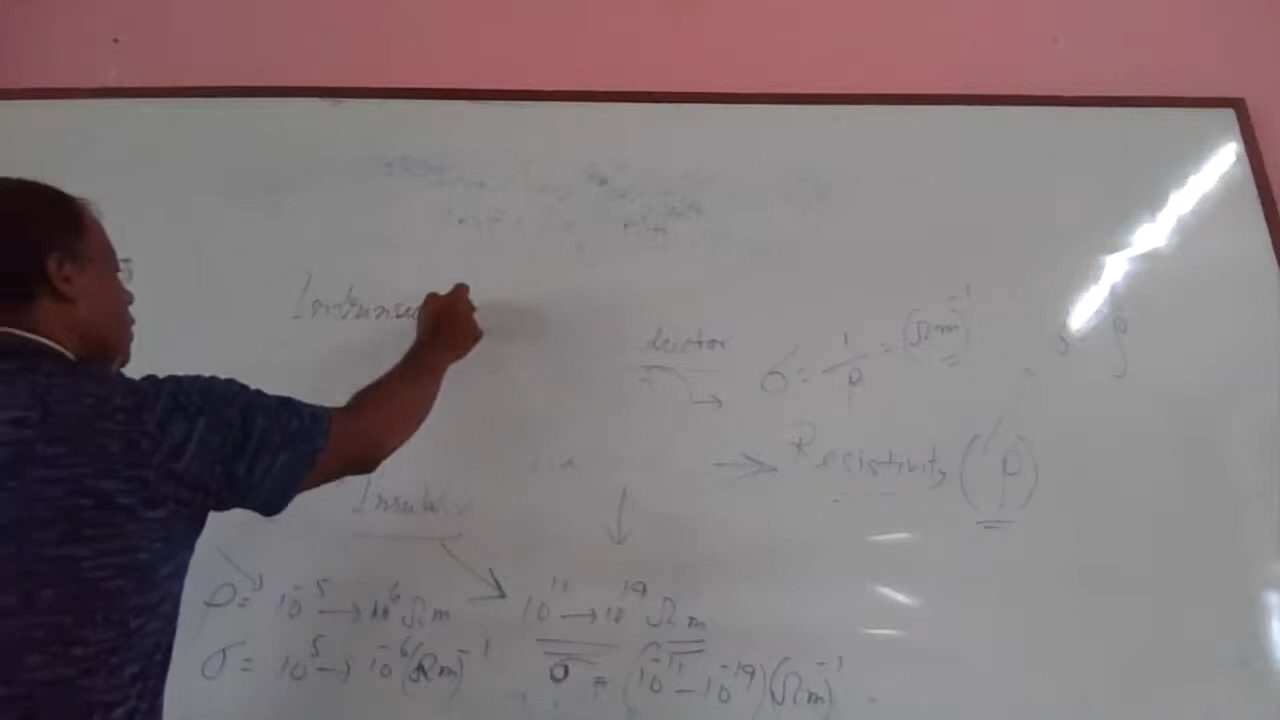 Intrinsic
ductor σ = 1/ρ = (Ωm)⁻¹
→ Resistivity (ρ)
Insul
ρ = 10⁻⁵ → 10⁶ Ωm 10¹¹ → 10¹⁹ Ωm
σ = 10⁵ → 10⁻⁶ (Ωm)⁻¹ σ = (10⁻¹¹ - 10⁻¹⁹)(Ωm)⁻¹